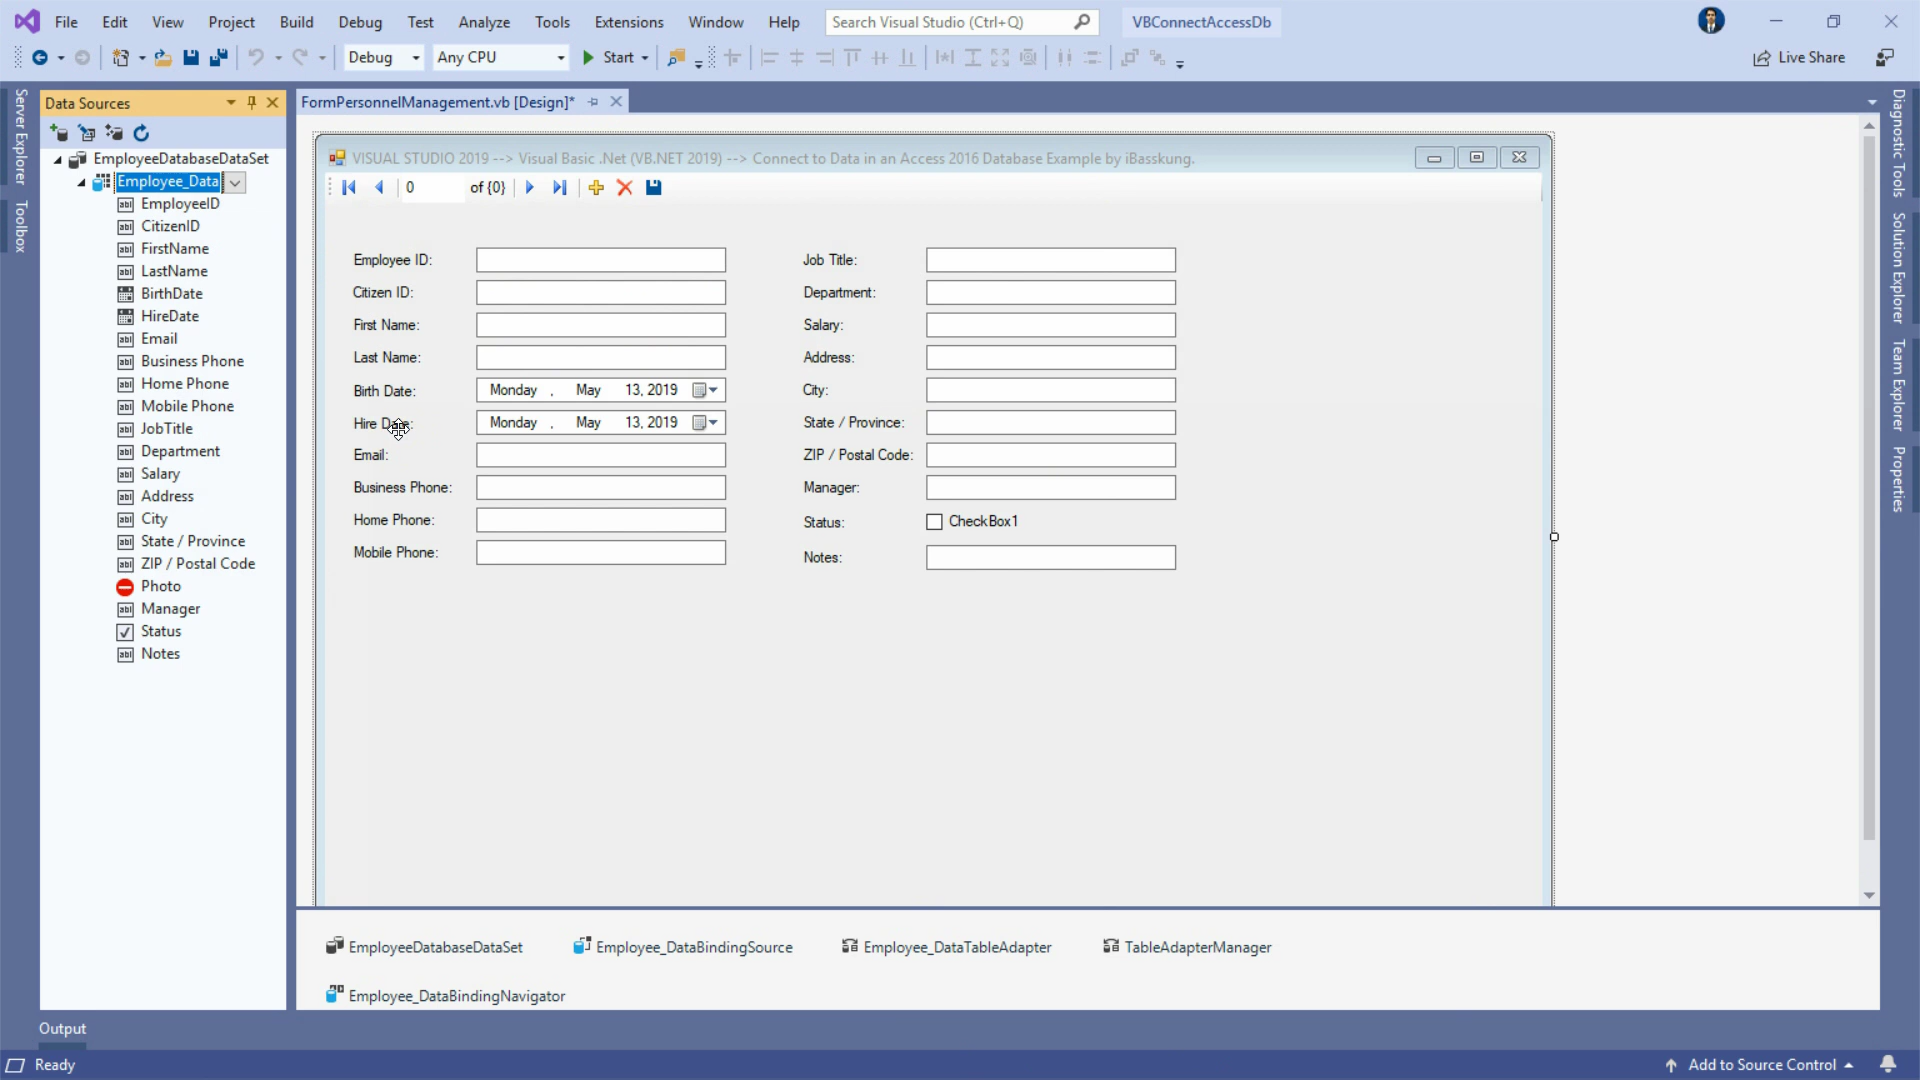 File Edit View Project Build Debug Test Analyze Tools Extensions Window Help Search Visual Studio (Ctrl+Q) VBConnectAccessDb
Debug Any CPU Start Live Share
Server Explorer
Toolbox
Data Sources
EmployeeDatabaseDataSet
Employee_Data
EmployeeID
CitizenID
FirstName
LastName
BirthDate
HireDate
Email
Business Phone
Home Phone
Mobile Phone
JobTitle
Department
Salary
Address
City
State / Province
ZIP / Postal Code
Photo
Manager
Status
Notes
FormPersonnelManagement.vb [Design]*
VISUAL STUDIO 2019 --> Visual Basic .Net (VB.NET 2019) --> Connect to Data in an Access 2016 Database Example by iBasskung.
0 of {0}
Employee ID:
Citizen ID:
First Name:
Last Name:
Birth Date: Monday , May 13, 2019
Hire Date: Monday , May 13, 2019
Email:
Business Phone:
Home Phone:
Mobile Phone:
Job Title:
Department:
Salary:
Address:
City:
State / Province:
ZIP / Postal Code:
Manager:
Status: CheckBox1
Notes:
EmployeeDatabaseDataSet Employee_DataBindingSource Employee_DataTableAdapter TableAdapterManager
Employee_DataBindingNavigator
Diagnostic Tools
Solution Explorer
Team Explorer
Properties
Output
Ready Add to Source Control